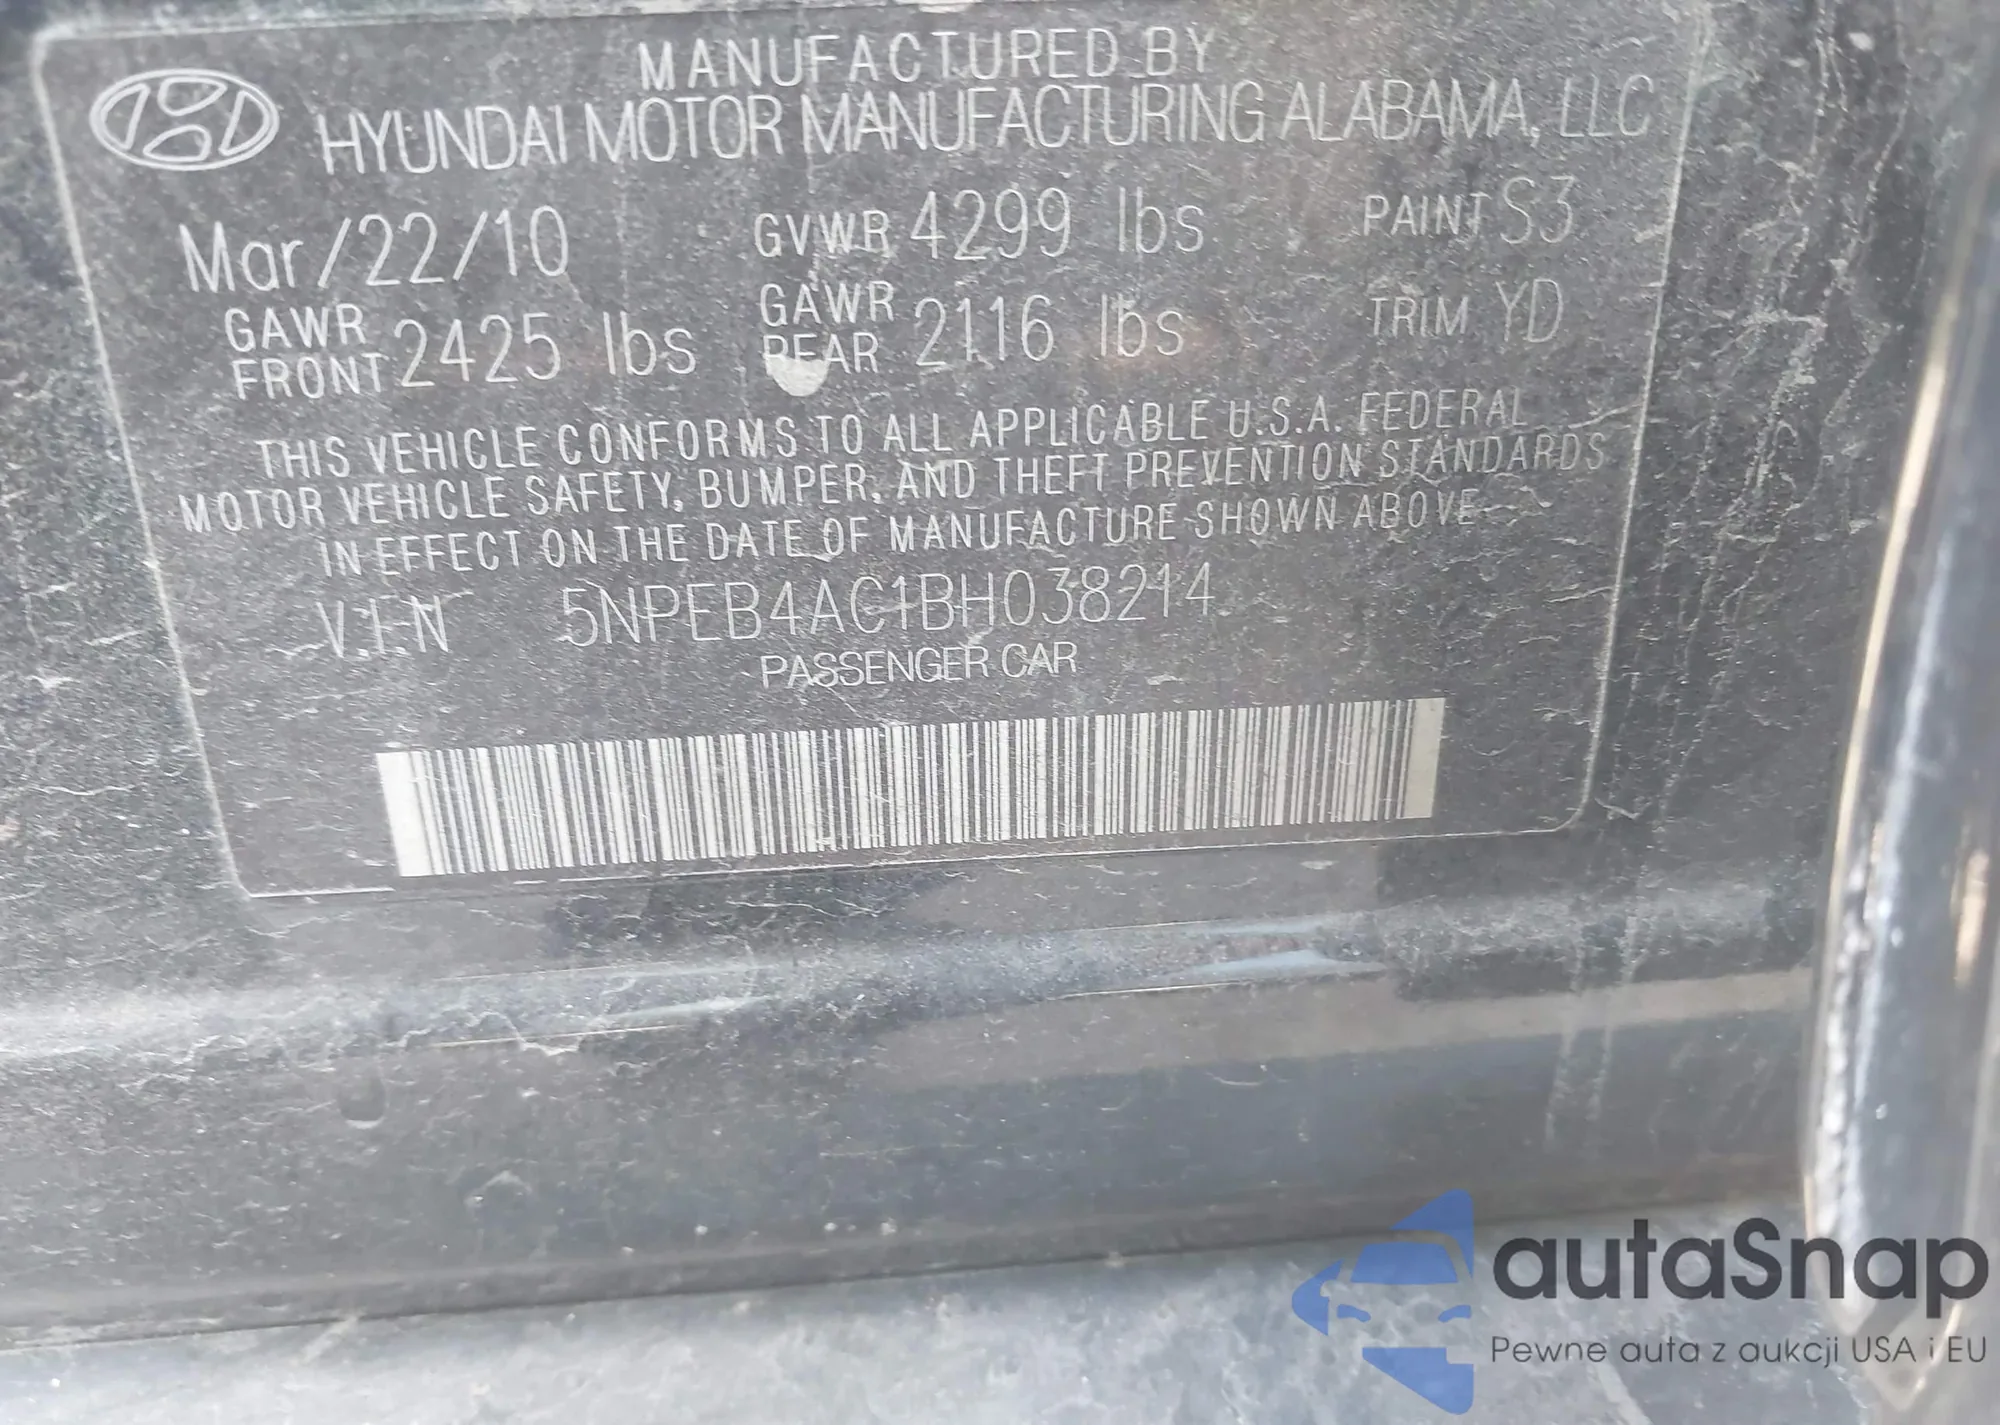 MANUFACTURED BY
HYUNDAI MOTOR MANUFACTURING ALABAMA, LLC
Mar/22/10 GVWR 4299 lbs PAINT S3
GAWR FRONT 2425 lbs GAWR REAR 2116 lbs TRIM YD
THIS VEHICLE CONFORMS TO ALL APPLICABLE U.S.A. FEDERAL
MOTOR VEHICLE SAFETY, BUMPER, AND THEFT PREVENTION STANDARDS
IN EFFECT ON THE DATE OF MANUFACTURE SHOWN ABOVE
V.I.N 5NPEB4AC1BH038214
PASSENGER CAR
autaSnap
Pewne auta z aukcji USA i EU